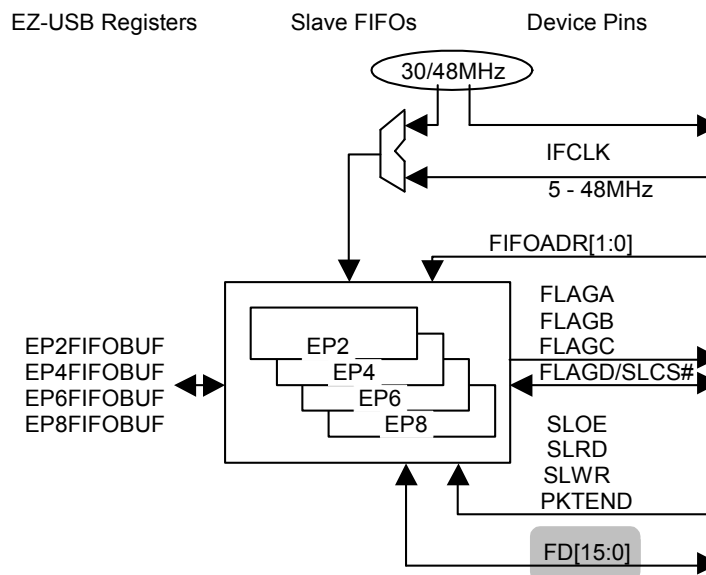 EZ-USB Registers
Slave FIFOs
Device Pins
30/48MHz
IFCLK
5 - 48MHz
FIFOADR[1:0]
FLAGA
FLAGB
FLAGC
FLAGD/SLCS#
EP2
EP4
EP6
EP8
EP2FIFOBUF
EP4FIFOBUF
EP6FIFOBUF
EP8FIFOBUF
SLOE
SLRD
SLWR
PKTEND
FD[15:0]